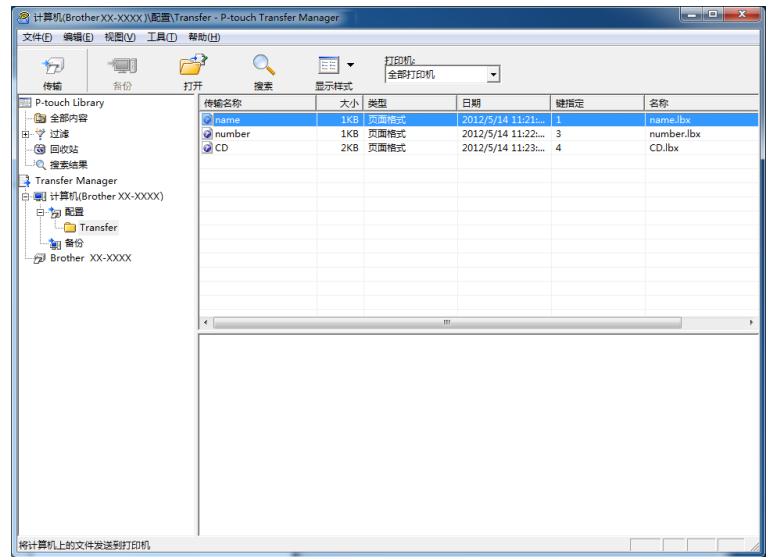 计算机(Brother XX-XXXX)\配置\Transfer - P-touch Transfer Manager
文件(F) 编辑(E) 视图(V) 工具(T) 帮助(H)
传输 备份 打开 搜索 显示样式
打印机:
全部打印机
P-touch Library
全部内容
过滤
回收站
搜索结果
Transfer Manager
计算机(Brother XX-XXXX)
配置
Transfer
备份
Brother XX-XXXX
传输名称 大小 类型 日期 键指定 名称
name 1KB 页面格式 2012/5/14 11:21:... 1 name.lbx
number 1KB 页面格式 2012/5/14 11:22:... 3 number.lbx
CD 2KB 页面格式 2012/5/14 11:23:... 4 CD.lbx
将计算机上的文件发送到打印机